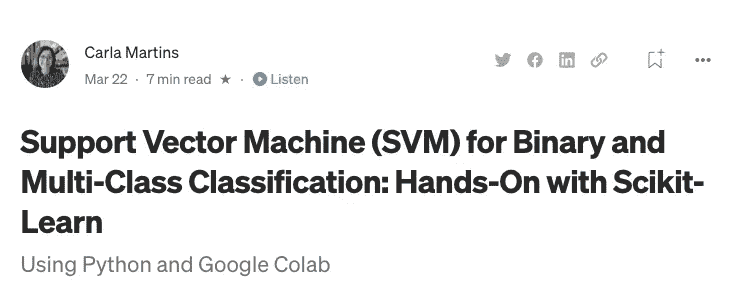 Carla Martins
Mar 22 · 7 min read ★ · Listen
Support Vector Machine (SVM) for Binary and
Multi-Class Classification: Hands-On with Scikit-
Learn
Using Python and Google Colab